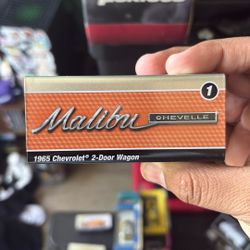 1
Malibu CHEVELLE
1965 Chevrolet® 2-Door Wagon